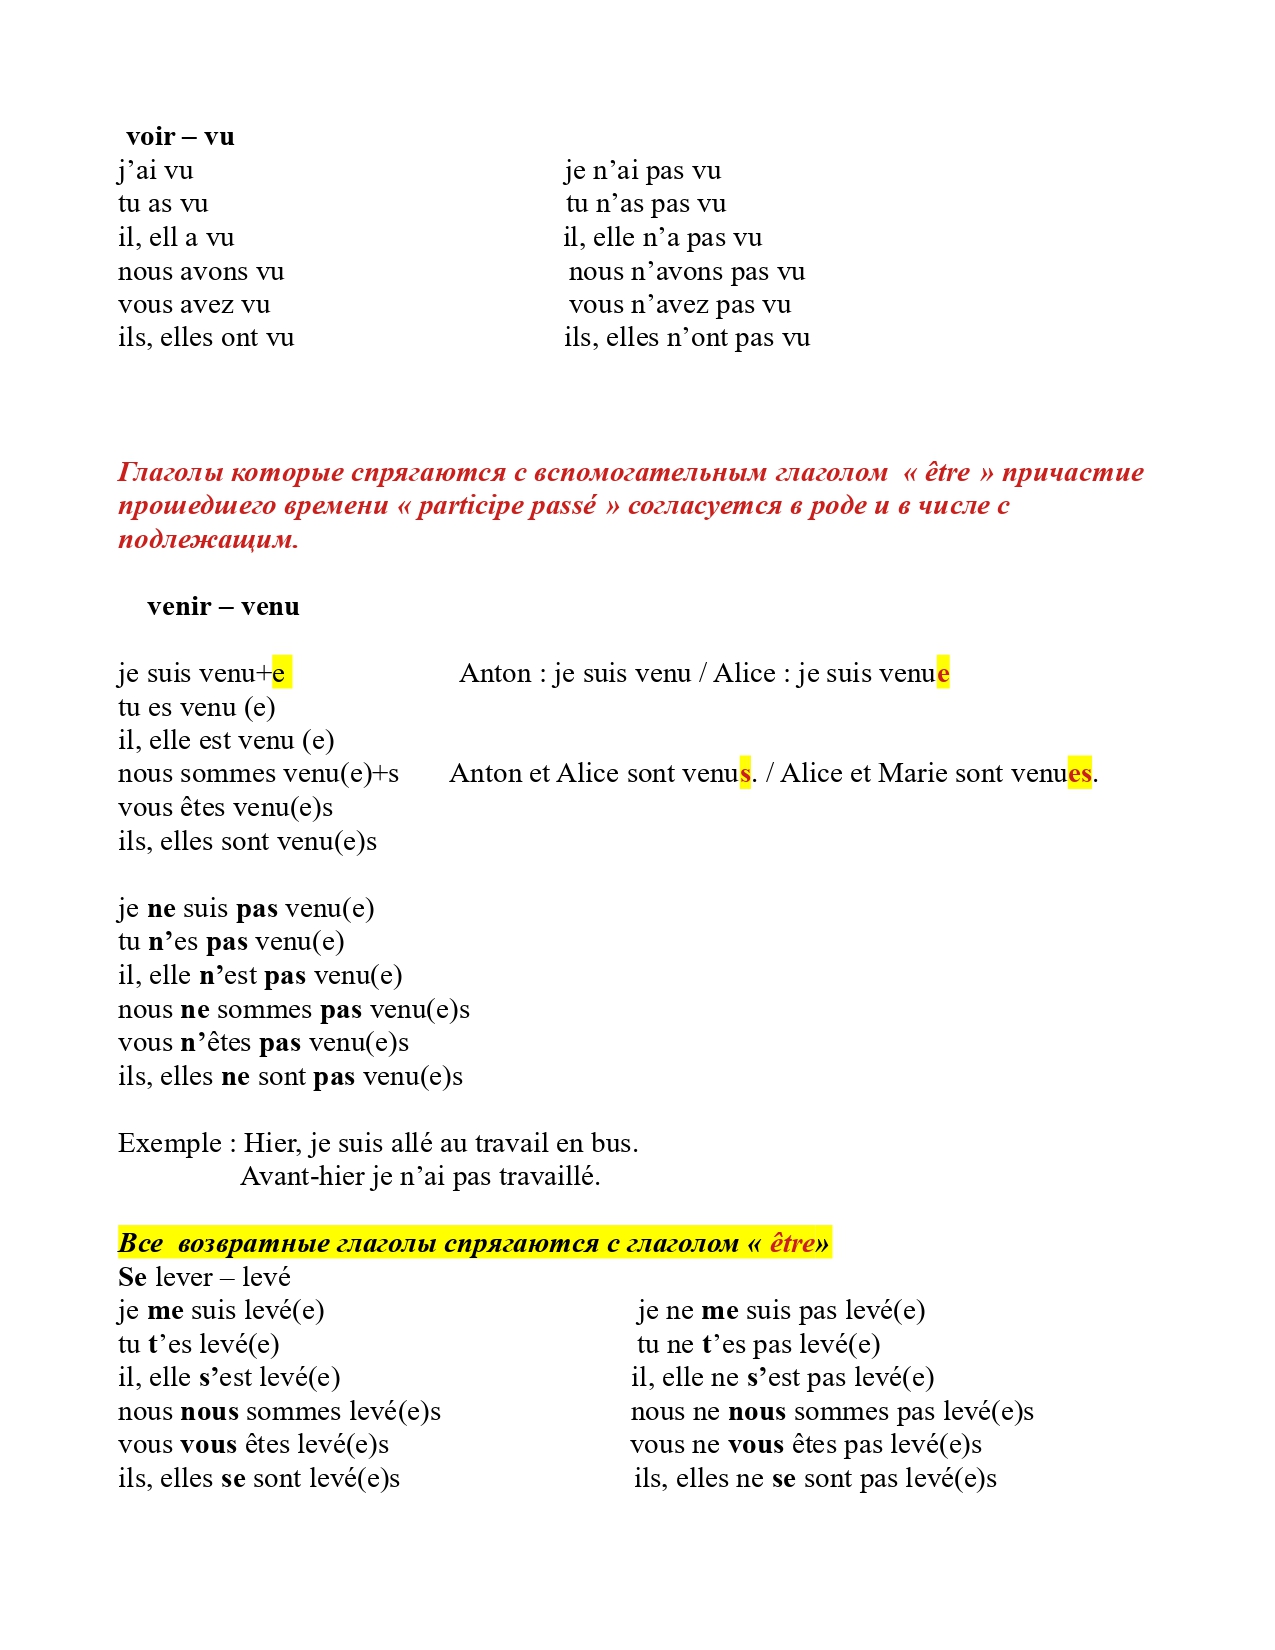 voir – vu
j’ai vu je n’ai pas vu
tu as vu tu n’as pas vu
il, ell a vu il, elle n’a pas vu
nous avons vu nous n’avons pas vu
vous avez vu vous n’avez pas vu
ils, elles ont vu ils, elles n’ont pas vu
Глаголы которые спрягаются с вспомогательным глаголом « être » причастие
прошедшего времени « participe passé » согласуется в роде и в числе с
подлежащим.
venir – venu
je suis venu+e Anton : je suis venu / Alice : je suis venue
tu es venu (e)
il, elle est venu (e)
nous sommes venu(e)+s Anton et Alice sont venus. / Alice et Marie sont venues.
vous êtes venu(e)s
ils, elles sont venu(e)s
je ne suis pas venu(e)
tu n’es pas venu(e)
il, elle n’est pas venu(e)
nous ne sommes pas venu(e)s
vous n’êtes pas venu(e)s
ils, elles ne sont pas venu(e)s
Exemple : Hier, je suis allé au travail en bus.
Avant-hier je n’ai pas travaillé.
Все возвратные глаголы спрягаются с глаголом « être»
Se lever – levé
je me suis levé(e) je ne me suis pas levé(e)
tu t’es levé(e) tu ne t’es pas levé(e)
il, elle s’est levé(e) il, elle ne s’est pas levé(e)
nous nous sommes levé(e)s nous ne nous sommes pas levé(e)s
vous vous êtes levé(e)s vous ne vous êtes pas levé(e)s
ils, elles se sont levé(e)s ils, elles ne se sont pas levé(e)s